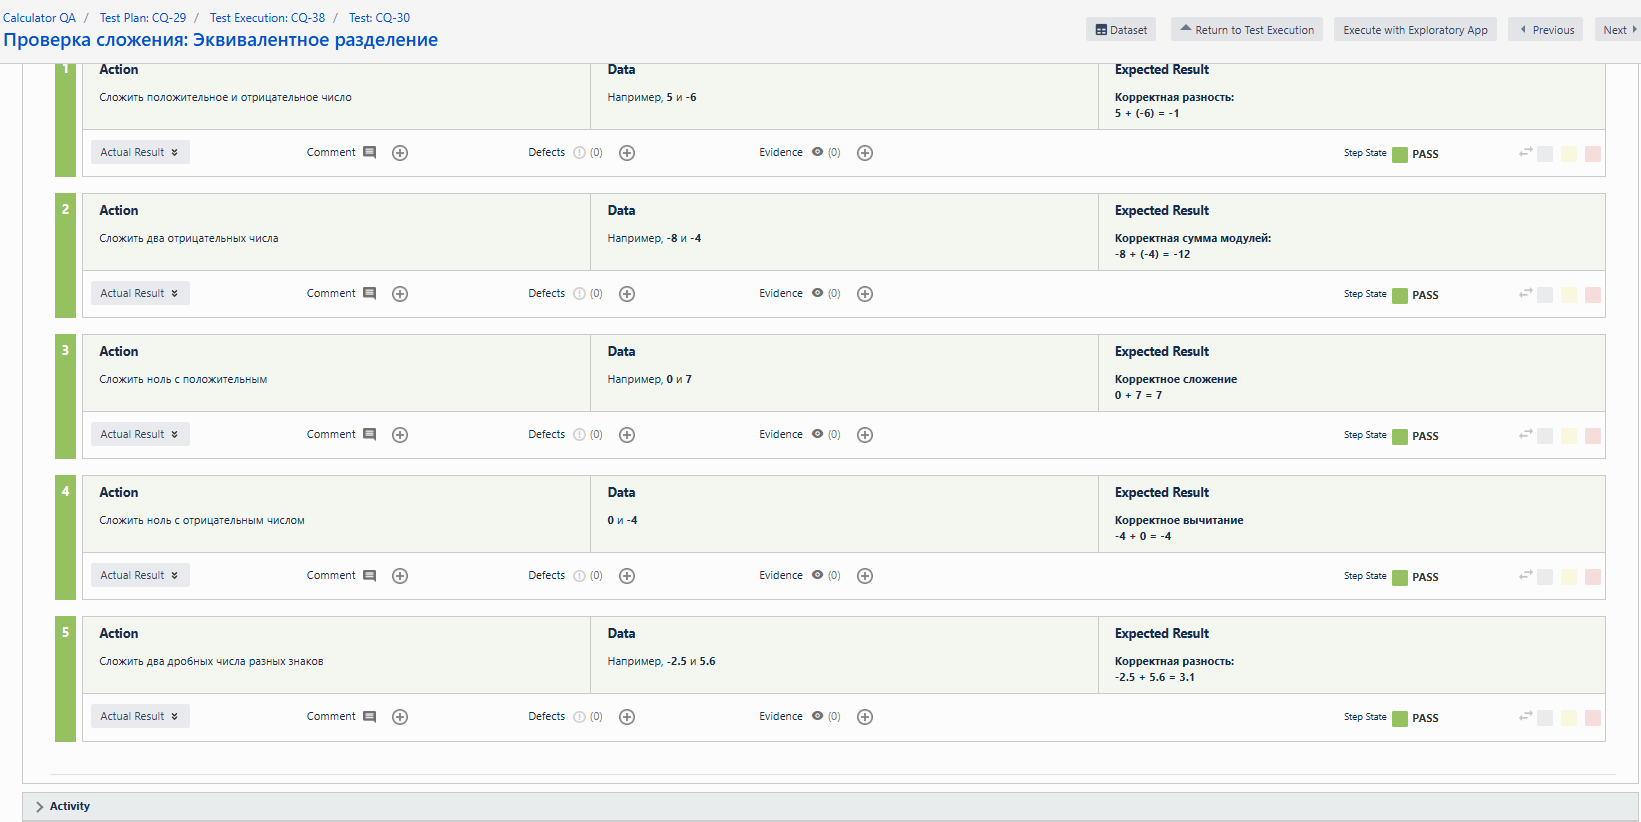 Calculator QA / Test Plan: CQ-29 / Test Execution: CQ-38 / Test: CQ-30
Проверка сложения: Эквивалентное разделение
Dataset Return to Test Execution Execute with Exploratory App Previous Next
1 Action Data Expected Result
Сложить положительное и отрицательное число Например, 5 и -6 Корректная разность:
5 + (-6) = -1
Actual Result Comment Defects (0) Evidence (0) Step State PASS
2 Action Data Expected Result
Сложить два отрицательных числа Например, -8 и -4 Корректная сумма модулей:
-8 + (-4) = -12
Actual Result Comment Defects (0) Evidence (0) Step State PASS
3 Action Data Expected Result
Сложить ноль с положительным Например, 0 и 7 Корректное сложение
0 + 7 = 7
Actual Result Comment Defects (0) Evidence (0) Step State PASS
4 Action Data Expected Result
Сложить ноль с отрицательным числом 0 и -4 Корректное вычитание
-4 + 0 = -4
Actual Result Comment Defects (0) Evidence (0) Step State PASS
5 Action Data Expected Result
Сложить два дробных числа разных знаков Например, -2.5 и 5.6 Корректная разность:
-2.5 + 5.6 = 3.1
Actual Result Comment Defects (0) Evidence (0) Step State PASS
Activity